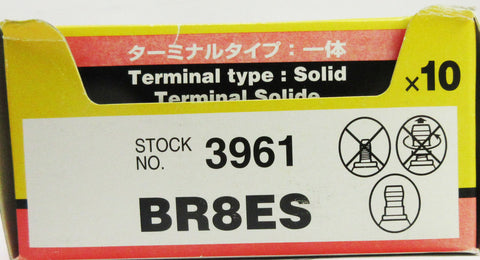 ターミナルタイプ：一体
Terminal type : Solid
Terminal Solide
×10
STOCK NO. 3961
BR8ES